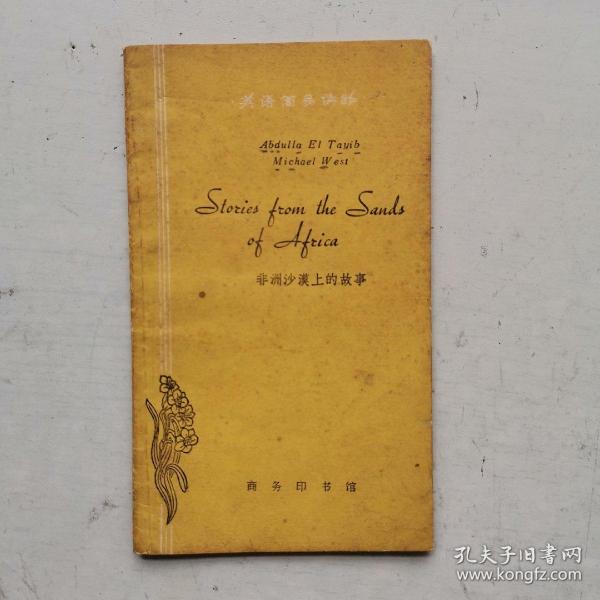 英语简易读物
Abdulla El Tayib
Michael West
Stories from the Sands
of Africa
非洲沙漠上的故事
商务印书馆
孔夫子旧书网
www.kongfz.com